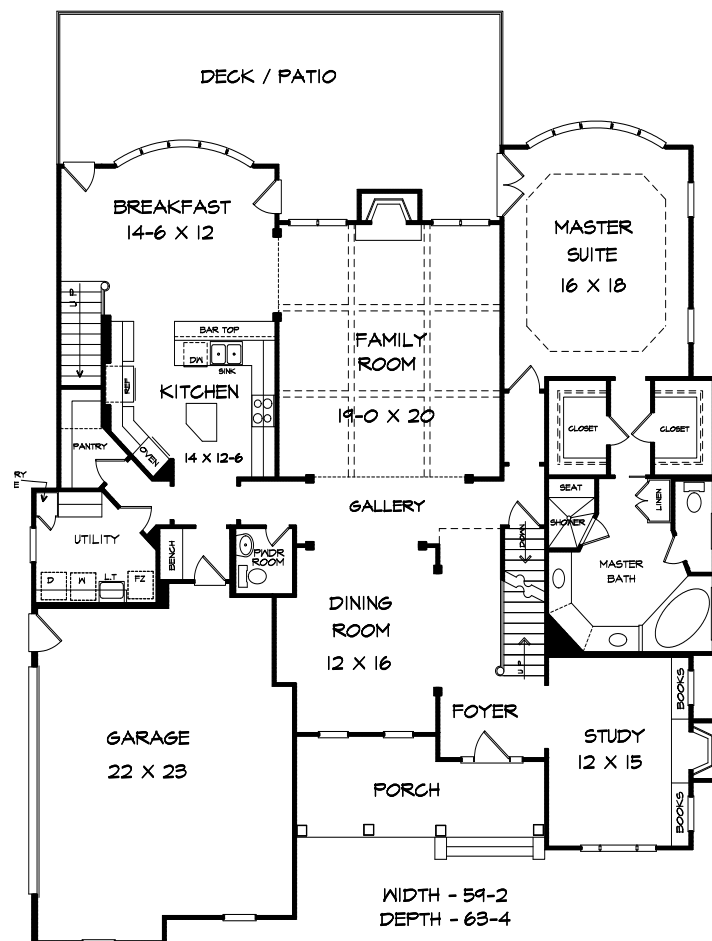 DECK / PATIO
BREAKFAST
14-6 X 12
MASTER
SUITE
16 X 18
UP
BAR TOP
DW
SINK
FAMILY
ROOM
19-0 X 20
REF
KITCHEN
14 X 12-6
OVEN
PANTRY
CLOSET
CLOSET
RY
E
GALLERY
SEAT
SHOWER
LINEN
UTILITY
BENCH
PWDR
ROOM
DOWN
MASTER
BATH
D
W
L.T
FZ
DINING
ROOM
12 X 16
UP
FOYER
BOOKS
GARAGE
22 X 23
STUDY
12 X 15
PORCH
BOOKS
WIDTH - 59-2
DEPTH - 63-4